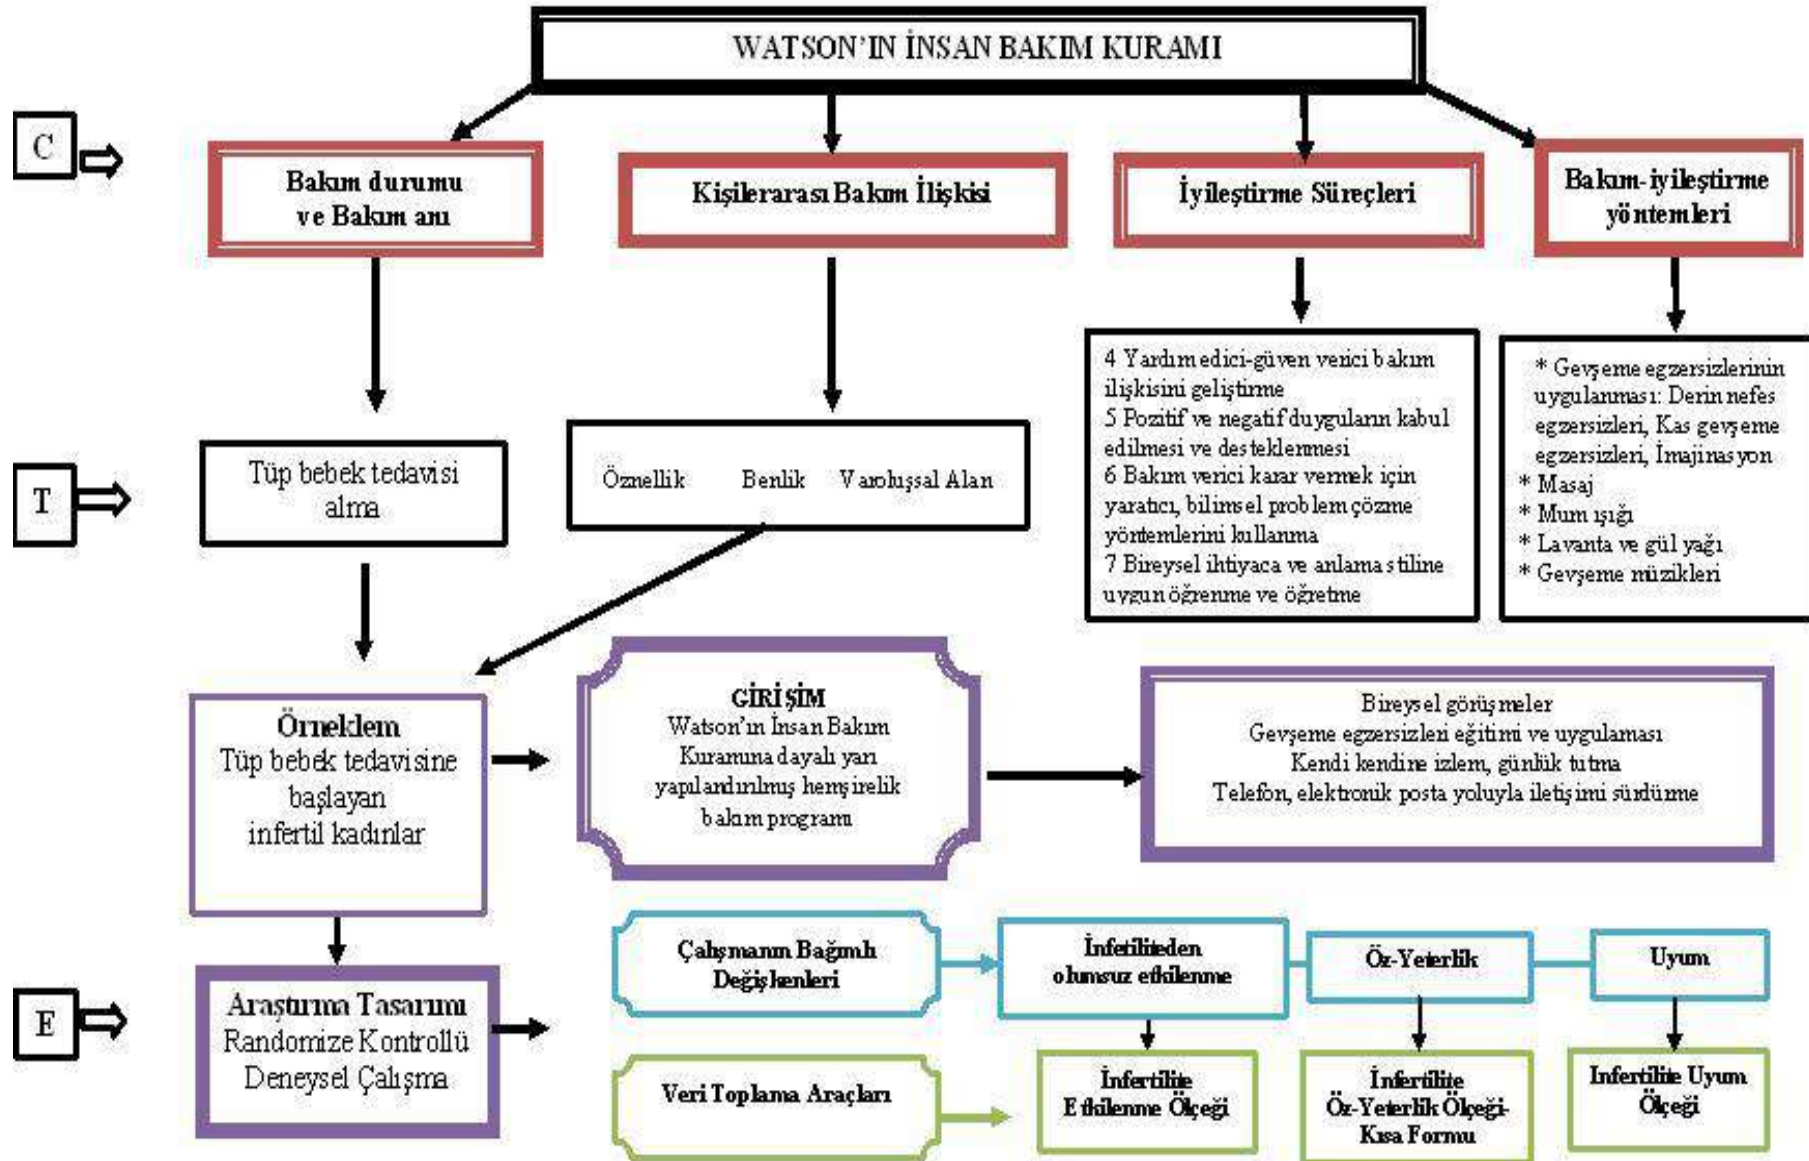 WATSON’IN İNSAN BAKIM KURAMI
C
Bakım durumu
ve Bakım anı
Kişilerarası Bakım İlişkisi
İyileştirme Süreçleri
Bakım-iyileştirme
yöntemleri
T
Tüp bebek tedavisi
alma
Öznellik Benlik Varoluşsal Alan
4 Yardım edici-güven verici bakım
ilişkisini geliştirme
5 Pozitif ve negatif duyguların kabul
edilmesi ve desteklenmesi
6 Bakım verici karar vermek için
yaratıcı, bilimsel problem çözme
yöntemlerini kullanma
7 Bireysel ihtiyaca ve anlama stiline
uygun öğrenme ve öğretme
* Gevşeme egzersizlerinin
uygulanması: Derin nefes
egzersizleri, Kas gevşeme
egzersizleri, İmajinasyon
* Masaj
* Mum ışığı
* Lavanta ve gül yağı
* Gevşeme müzikleri
Örneklem
Tüp bebek tedavisine
başlayan
infertil kadınlar
GİRİŞİM
Watson’ın İnsan Bakım
Kuramına dayalı yarı
yapılandırılmış hemşirelik
bakım programı
Bireysel görüşmeler
Gevşeme egzersizleri eğitimi ve uygulaması
Kendi kendine izlem, günlük tutma
Telefon, elektronik posta yoluyla iletişimi sürdürme
E
Araştırma Tasarımı
Randomize Kontrollü
Deneysel Çalışma
Çalışmanın Bağımlı
Değişkenleri
İnfetiliteden
olumsuz etkilenme
Öz-Yeterlik
Uyum
Veri Toplama Araçları
İnfertilite
Etkilenme Ölçeği
İnfertilite
Öz-Yeterlik Ölçeği-
Kısa Formu
Infertilite Uyum
Ölçeği